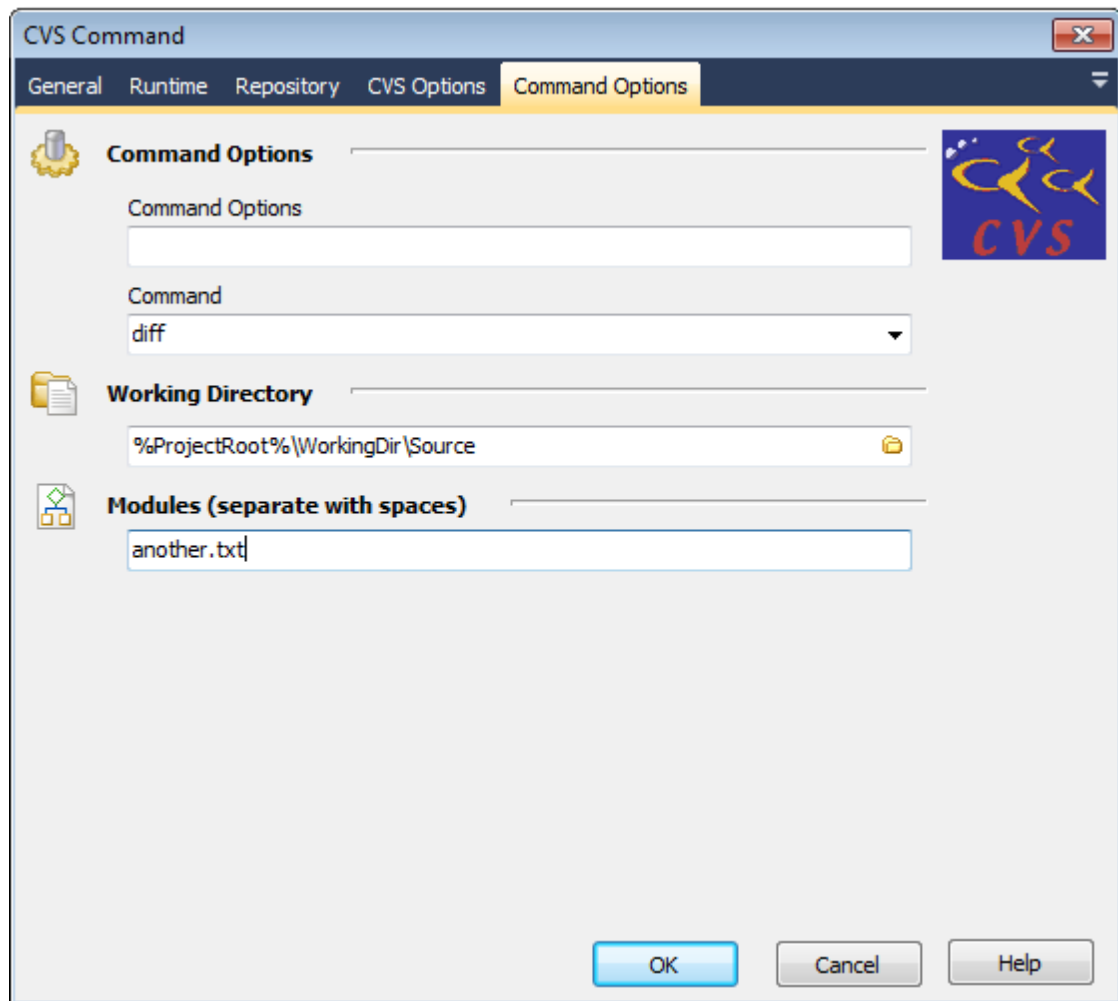 CVS Command
General Runtime Repository CVS Options Command Options
Command Options
CVS
Command Options
Command
diff
Working Directory
%ProjectRoot%\WorkingDir\Source
Modules (separate with spaces)
another.txt
OK Cancel Help